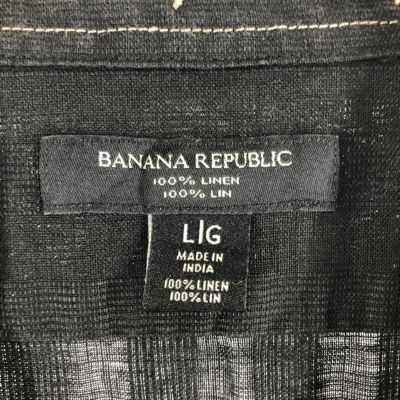 BANANA REPUBLIC
100% LINEN
100% LIN
L|G
MADE IN
INDIA
100% LINEN
100% LIN